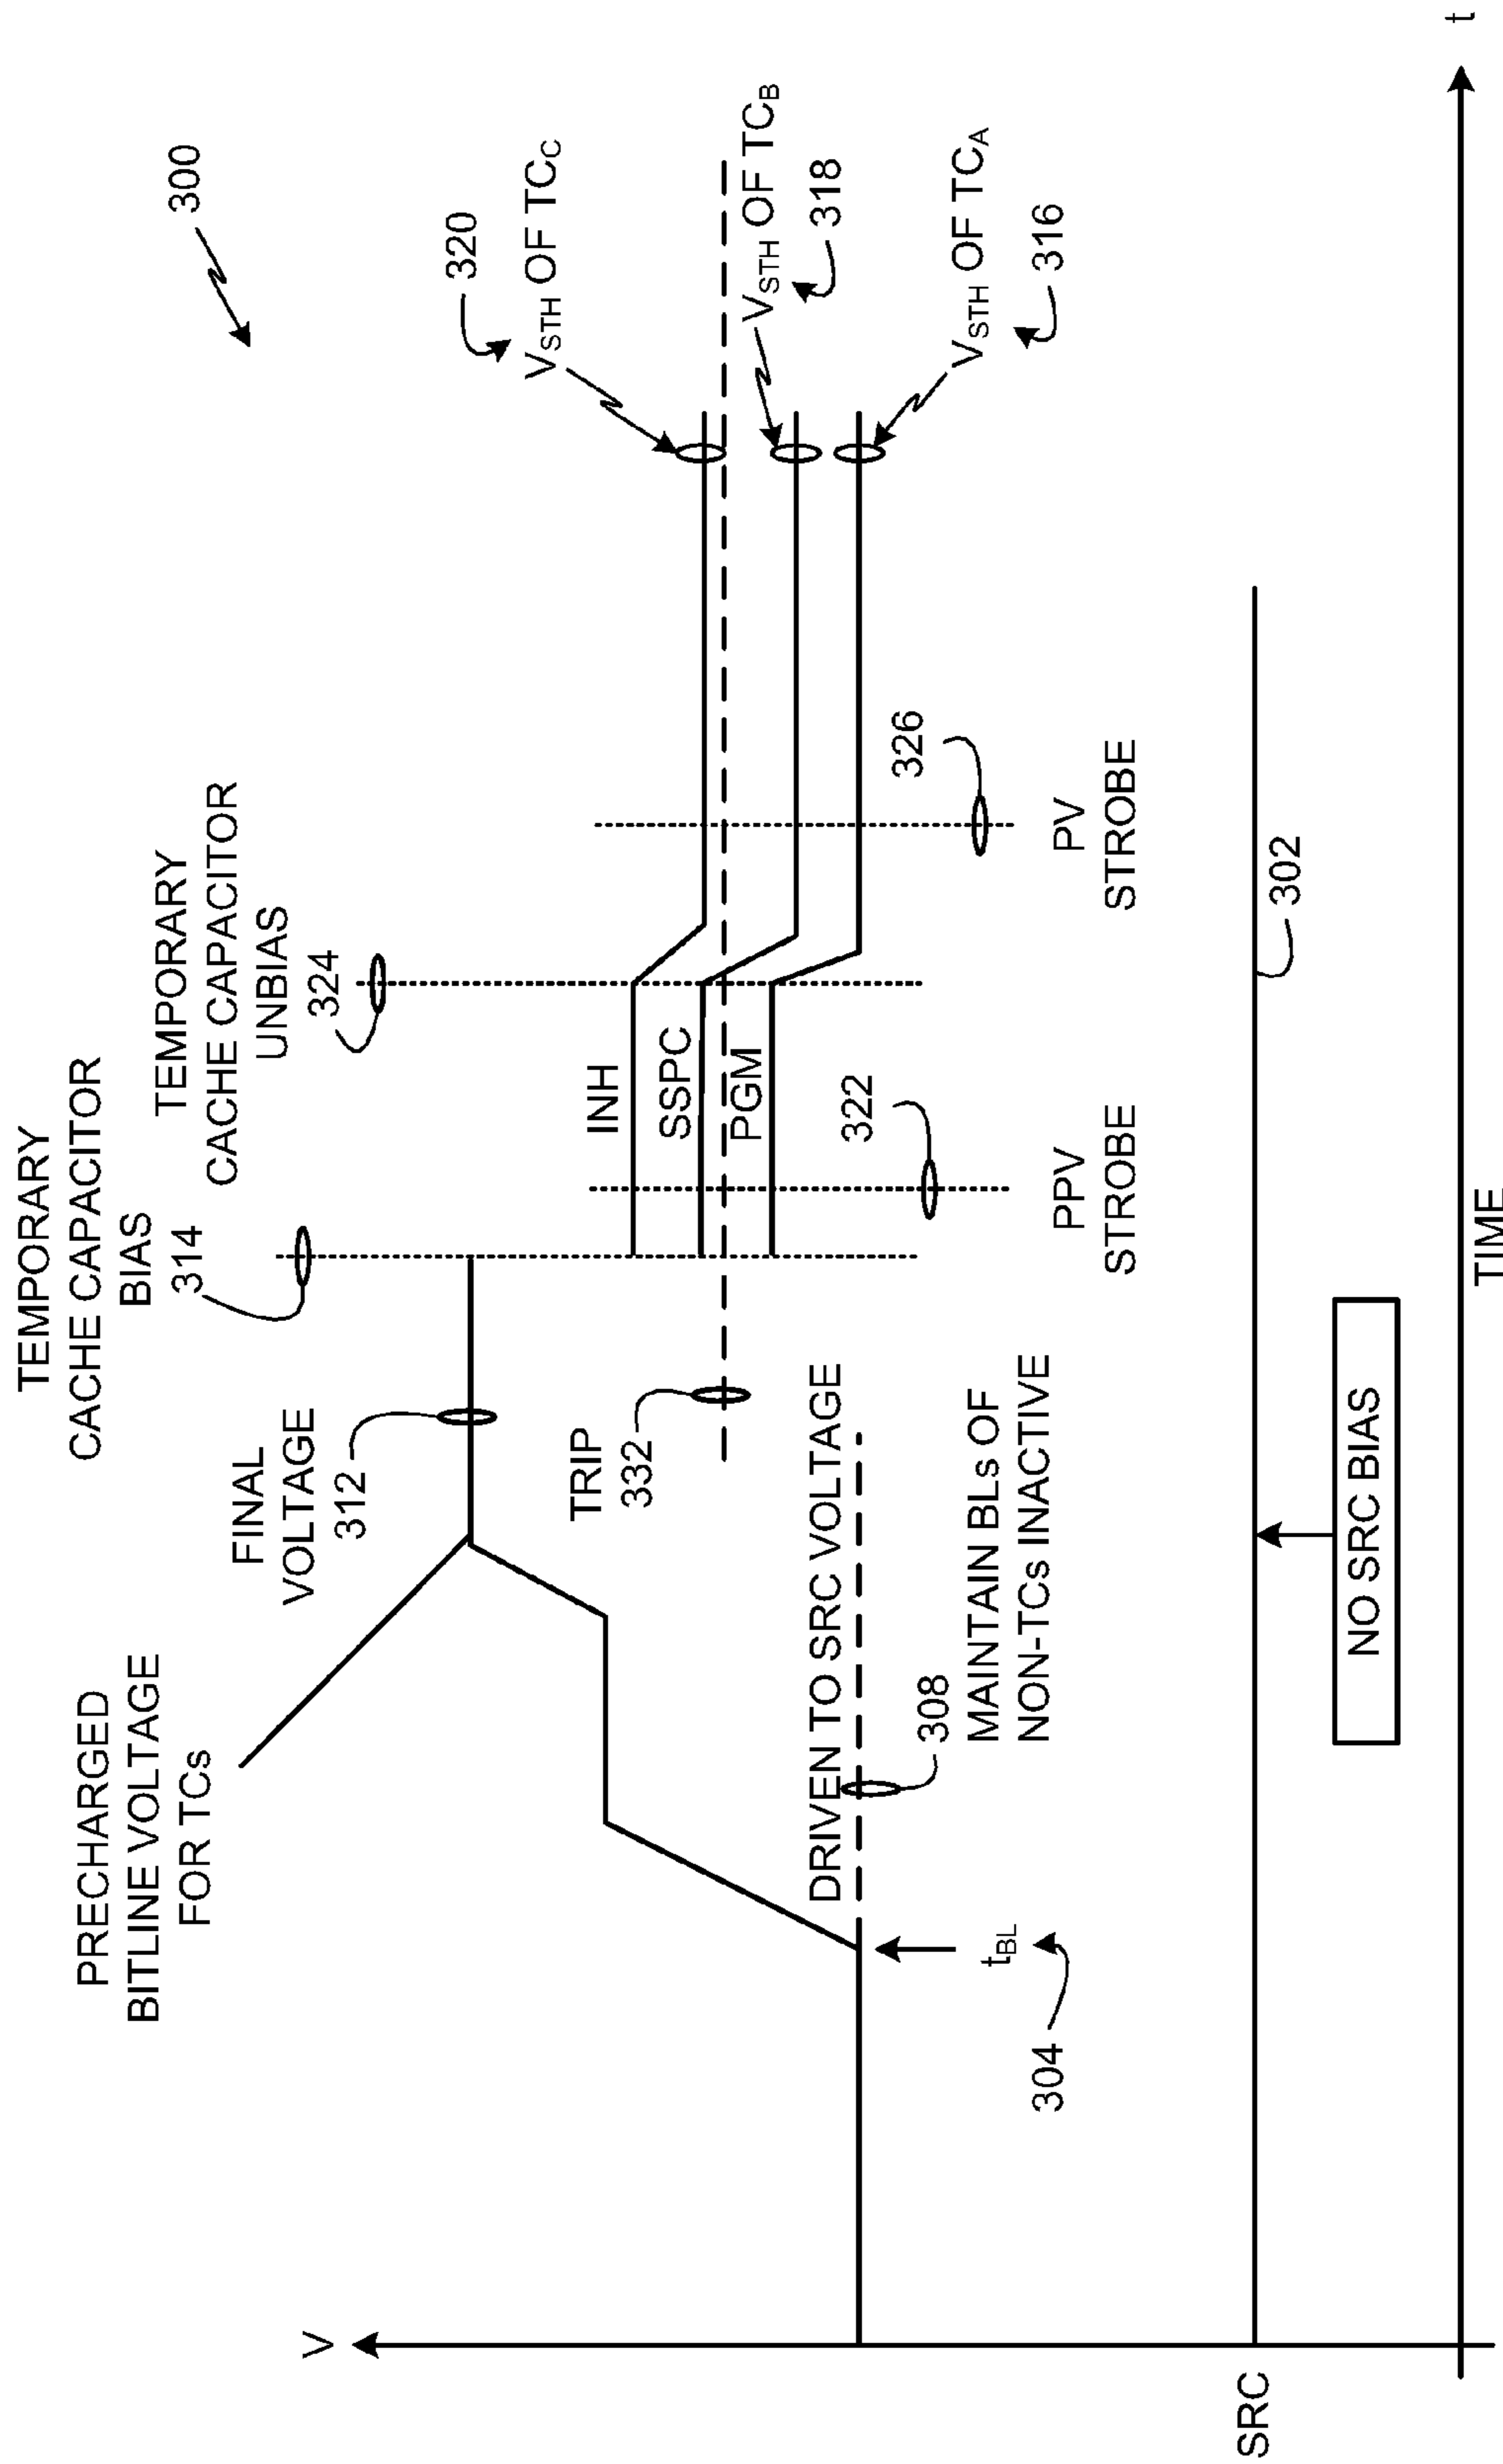 300
TEMPORARY
CACHE CAPACITOR
BIAS
314
TEMPORARY
CACHE CAPACITOR
UNBIAS
324
PRECHARGED
BITLINE VOLTAGE
FOR TCs
FINAL
VOLTAGE
312
V
320
VSTH OF TCC
INH
SSPC
PGM
TRIP
332
VSTH OF TCB
318
DRIVEN TO SRC VOLTAGE
308
MAINTAIN BLs OF
NON-TCs INACTIVE
322
PPV
STROBE
326
PV
STROBE
VSTH OF TCA
316
tBL
304
SRC
302
NO SRC BIAS
TIME
t